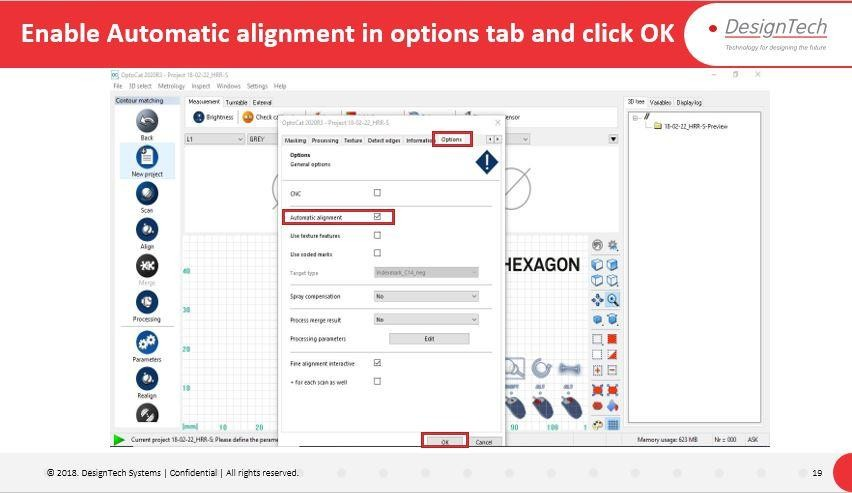 Enable Automatic alignment in options tab and click OK
DesignTech
Technology for designing the future
OptoCat 2020R3 - Project 18-02-22_HRR-S
File 3D select Metrology Inspect Windows Settings Help
Contour matching
Measurement Turntable External
3D tree Variables Display log
Brightness
L1
GREY
18-02-22_HRR-S-Preview
Back
New project
Scan
Align
Merge
Processing
Parameters
Realign
OptoCat 2020R3 - Project 18-02-22_HRR-S
Masking Processing Texture Detect edges Informatio Options
Options
General options
CNC
Automatic alignment
Use texture features
Use coded marks
Target type
Indexmark_C14_neg
Spray compensation No
Process merge result No
Processing parameters Edit
Fine alignment interactive
+ for each scan as well
OK Cancel
HEXAGON
40
30
20
10
[mm] 10 20
90 100 1
Current project 18-02-22_HRR-S: Please define the parame
Memory usage: 623 MB Nr = 000 ASK
© 2018. DesignTech Systems | Confidential | All rights reserved.
19